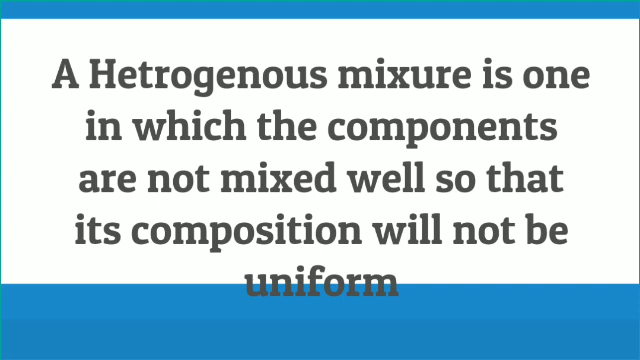 A Hetrogenous mixure is one
in which the components
are not mixed well so that
its composition will not be
uniform